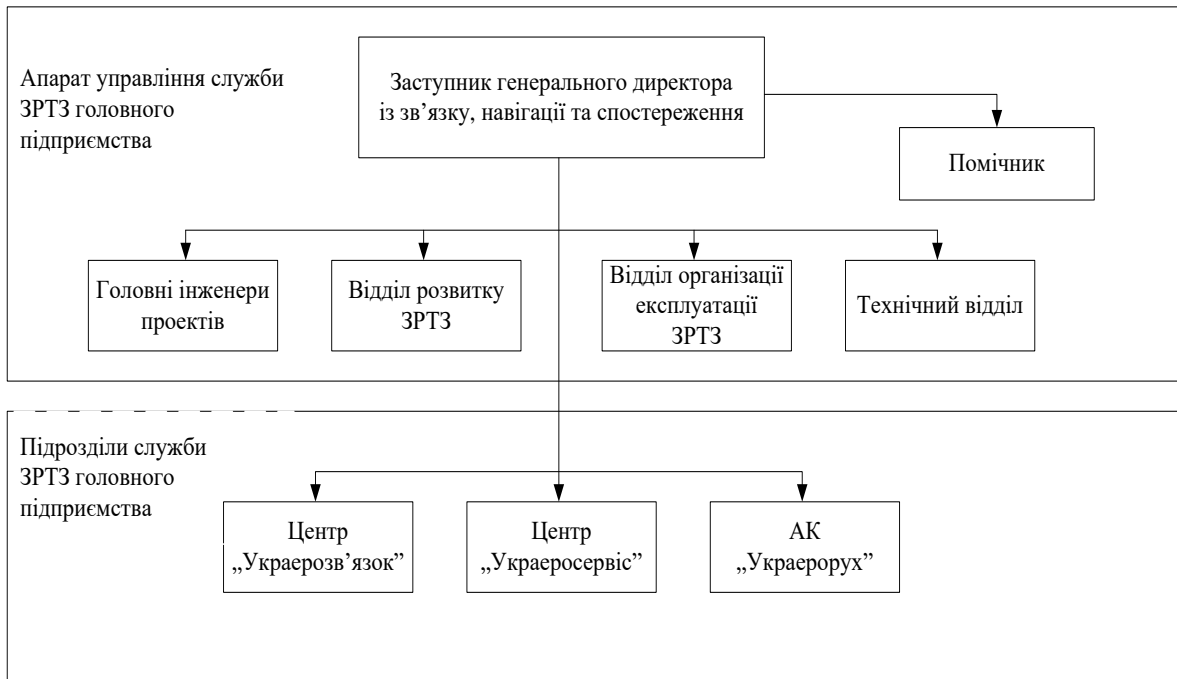 Апарат управління служби
ЗРТЗ головного
підприємства
Заступник генерального директора
із зв’язку, навігації та спостереження
Помічник
Головні інженери
проектів
Відділ розвитку
ЗРТЗ
Відділ організації
експлуатації
ЗРТЗ
Технічний відділ
Підрозділи служби
ЗРТЗ головного
підприємства
Центр
„Украерозв’язок”
Центр
„Украеросервіс”
АК
„Украерорух”